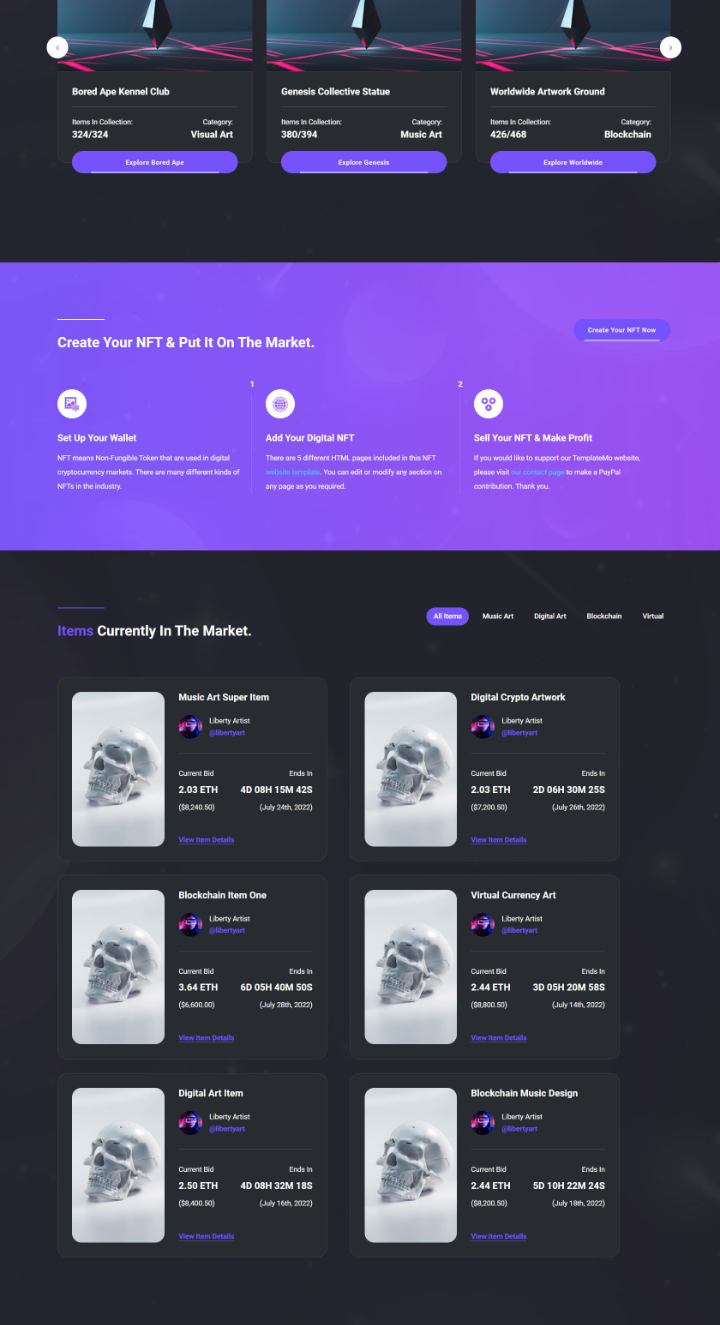 Bored Ape Kennel Club
Items In Collection: Category:
324/324 Visual Art
Explore Bored Ape
Genesis Collective Statue
Items In Collection: Category:
380/394 Music Art
Explore Genesis
Worldwide Artwork Ground
Items In Collection: Category:
426/468 Blockchain
Explore Worldwide
Create Your NFT & Put It On The Market.
Create Your NFT Now
1
Set Up Your Wallet
NFT means Non-Fungible Token that are used in digital
cryptocurrency markets. There are many different kinds of
NFTs in the industry.
2
Add Your Digital NFT
There are 5 different HTML pages included in this NFT
website template. You can edit or modify any section on
any page as you required.
Sell Your NFT & Make Profit
If you would like to support our TemplateMo website,
please visit our contact page to make a PayPal
contribution. Thank you.
Items Currently In The Market.
All Items Music Art Digital Art Blockchain Virtual
Music Art Super Item
Liberty Artist
@libertyart
Current Bid Ends In
2.03 ETH 4D 08H 15M 42S
($8,240.50) (July 24th, 2022)
View Item Details
Digital Crypto Artwork
Liberty Artist
@libertyart
Current Bid Ends In
2.03 ETH 2D 06H 30M 25S
($7,200.50) (July 26th, 2022)
View Item Details
Blockchain Item One
Liberty Artist
@libertyart
Current Bid Ends In
3.64 ETH 6D 05H 40M 50S
($6,600.00) (July 28th, 2022)
View Item Details
Virtual Currency Art
Liberty Artist
@libertyart
Current Bid Ends In
2.44 ETH 3D 05H 20M 58S
($8,800.50) (July 14th, 2022)
View Item Details
Digital Art Item
Liberty Artist
@libertyart
Current Bid Ends In
2.50 ETH 4D 08H 32M 18S
($8,400.50) (July 16th, 2022)
View Item Details
Blockchain Music Design
Liberty Artist
@libertyart
Current Bid Ends In
2.44 ETH 5D 10H 22M 24S
($8,200.50) (July 18th, 2022)
View Item Details